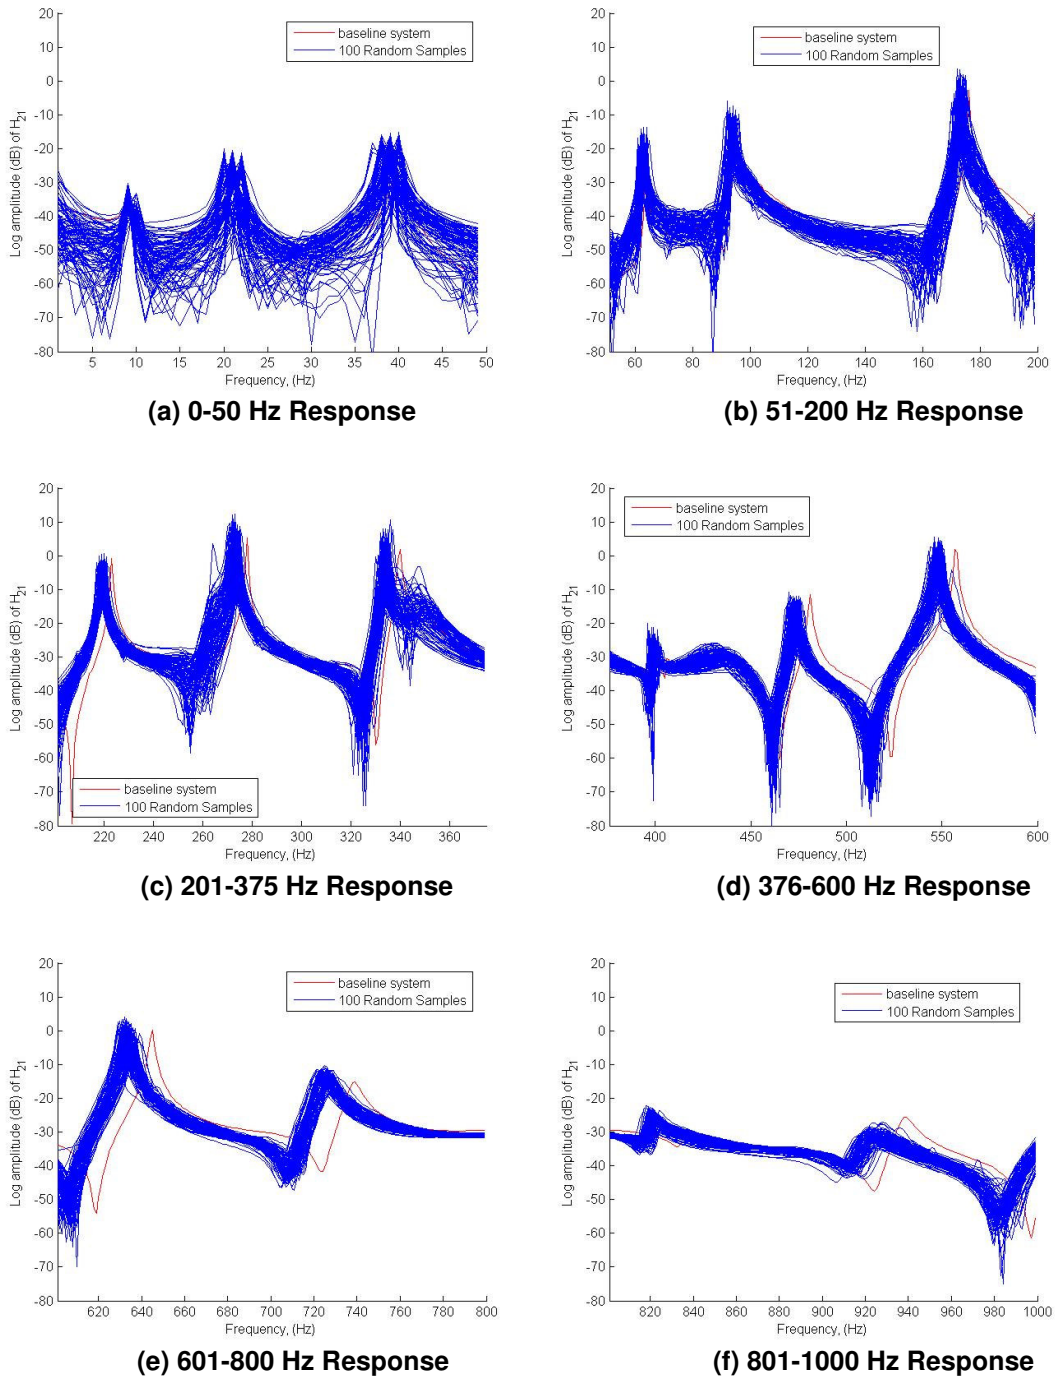 20
10
0
-10
-20
-30
-40
-50
-60
-70
-80
Log amplitude (dB) of H21
baseline system
100 Random Samples
5 10 15 20 25 30 35 40 45 50
Frequency, (Hz)
(a) 0-50 Hz Response
20
10
0
-10
-20
-30
-40
-50
-60
-70
-80
Log amplitude (dB) of H21
baseline system
100 Random Samples
60 80 100 120 140 160 180 200
Frequency, (Hz)
(b) 51-200 Hz Response
20
10
0
-10
-20
-30
-40
-50
-60
-70
-80
Log amplitude (dB) of H21
baseline system
100 Random Samples
220 240 260 280 300 320 340 360
Frequency, (Hz)
(c) 201-375 Hz Response
20
10
0
-10
-20
-30
-40
-50
-60
-70
-80
Log amplitude (dB) of H21
baseline system
100 Random Samples
400 450 500 550 600
Frequency, (Hz)
(d) 376-600 Hz Response
20
10
0
-10
-20
-30
-40
-50
-60
-70
-80
Log amplitude (dB) of H21
baseline system
100 Random Samples
620 640 660 680 700 720 740 760 780 800
Frequency, (Hz)
(e) 601-800 Hz Response
20
10
0
-10
-20
-30
-40
-50
-60
-70
-80
Log amplitude (dB) of H21
baseline system
100 Random Samples
820 840 860 880 900 920 940 960 980 1000
Frequency, (Hz)
(f) 801-1000 Hz Response